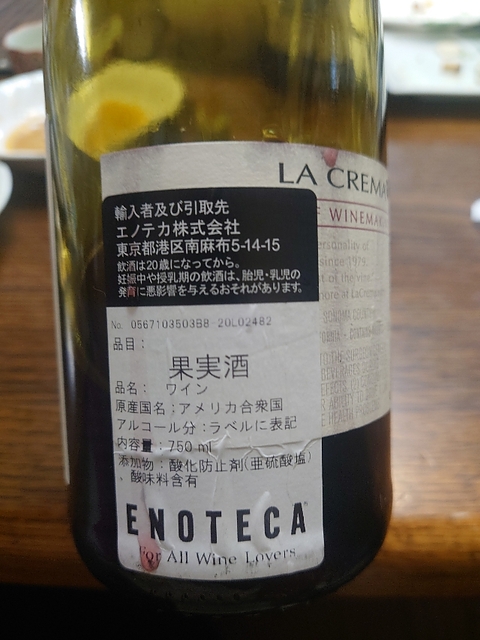 LA CREMA
WINEMAK
輸入者及び引取先
エノテカ株式会社
東京都港区南麻布5-14-15
飲酒は20歳になってから。
妊娠中や授乳期の飲酒は、胎児・乳児の
発育に悪影響を与えるおそれがあります。
since 1975.
of the vine
No. 0567103503B8-20L02482
品目:
果実酒
品名: ワイン
原産国名:アメリカ合衆国
アルコール分:ラベルに表記
内容量:750 ml
添加物:酸化防止剤(亜硫酸塩)
、酸味料含有
ENOTECA
For All Wine Lovers